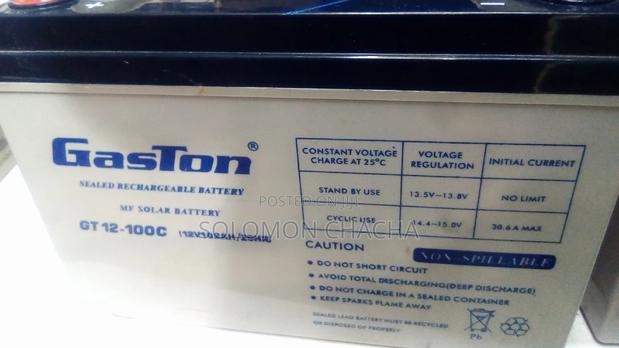 GasTon®
SEALED RECHARGEABLE BATTERY
MF SOLAR BATTERY
GT 12-100C (12V102AH/25HR)
CONSTANT VOLTAGE CHARGE AT 25°C VOLTAGE REGULATION INITIAL CURRENT
STAND BY USE 13.5V~13.8V NO LIMIT
CYCLIC USE 14.4-15.0V 30.6A MAX
POSTED ON JIJI
SOLOMON CHACHA
CAUTION
NON-SPILLABLE
• DO NOT SHORT CIRCUIT
• AVOID TOTAL DISCHARGING(DEEP DISCHARGE)
• DO NOT CHARGE IN A SEALED CONTAINER
• KEEP SPARKS FLAME AWAY
SEALED LEAD BATTERY MUST BE RECYCLED
OR DISPOSED OF PROPERLY
Pb